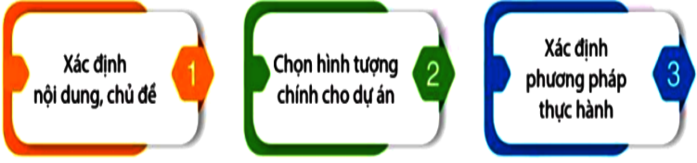 Xác định
nội dung, chủ đề
1
Chọn hình tượng
chính cho dự án
2
Xác định
phương pháp
thực hành
3